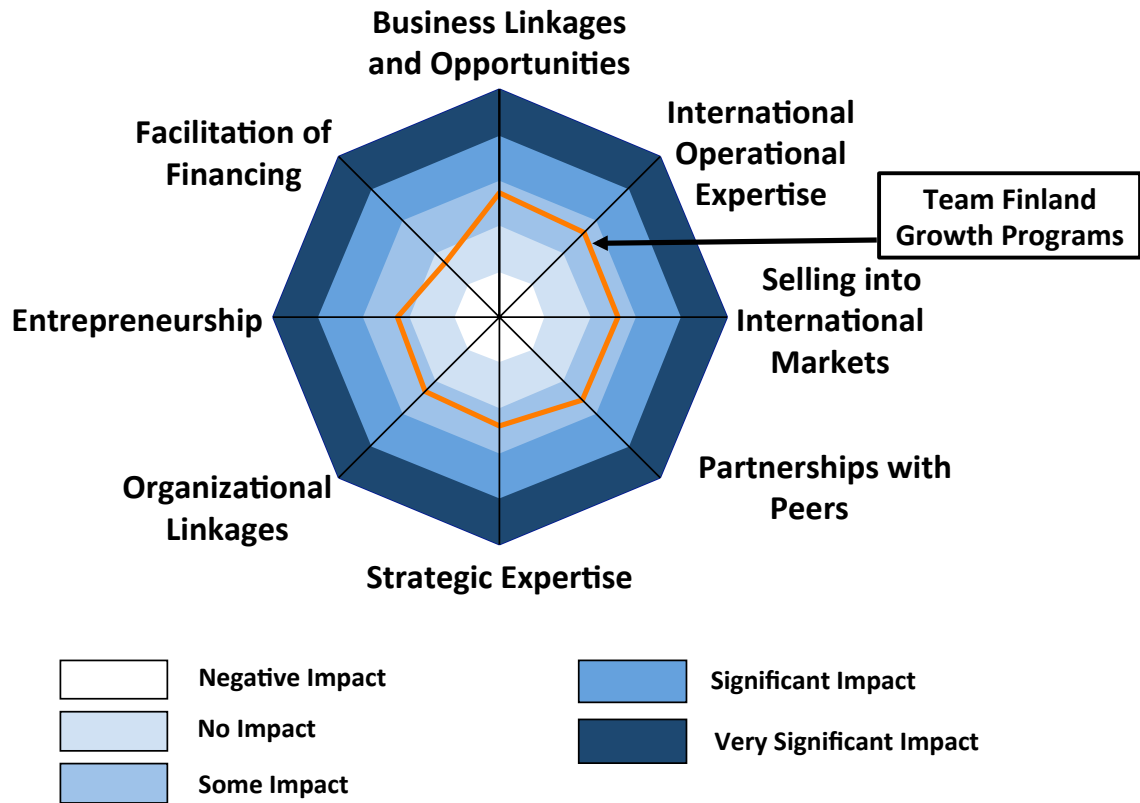 Business Linkages
and Opportunities
Facilitation of
Financing
International
Operational
Expertise
Team Finland
Growth Programs
Entrepreneurship
Selling into
International
Markets
Organizational
Linkages
Partnerships with
Peers
Strategic Expertise
Negative Impact
No Impact
Some Impact
Significant Impact
Very Significant Impact